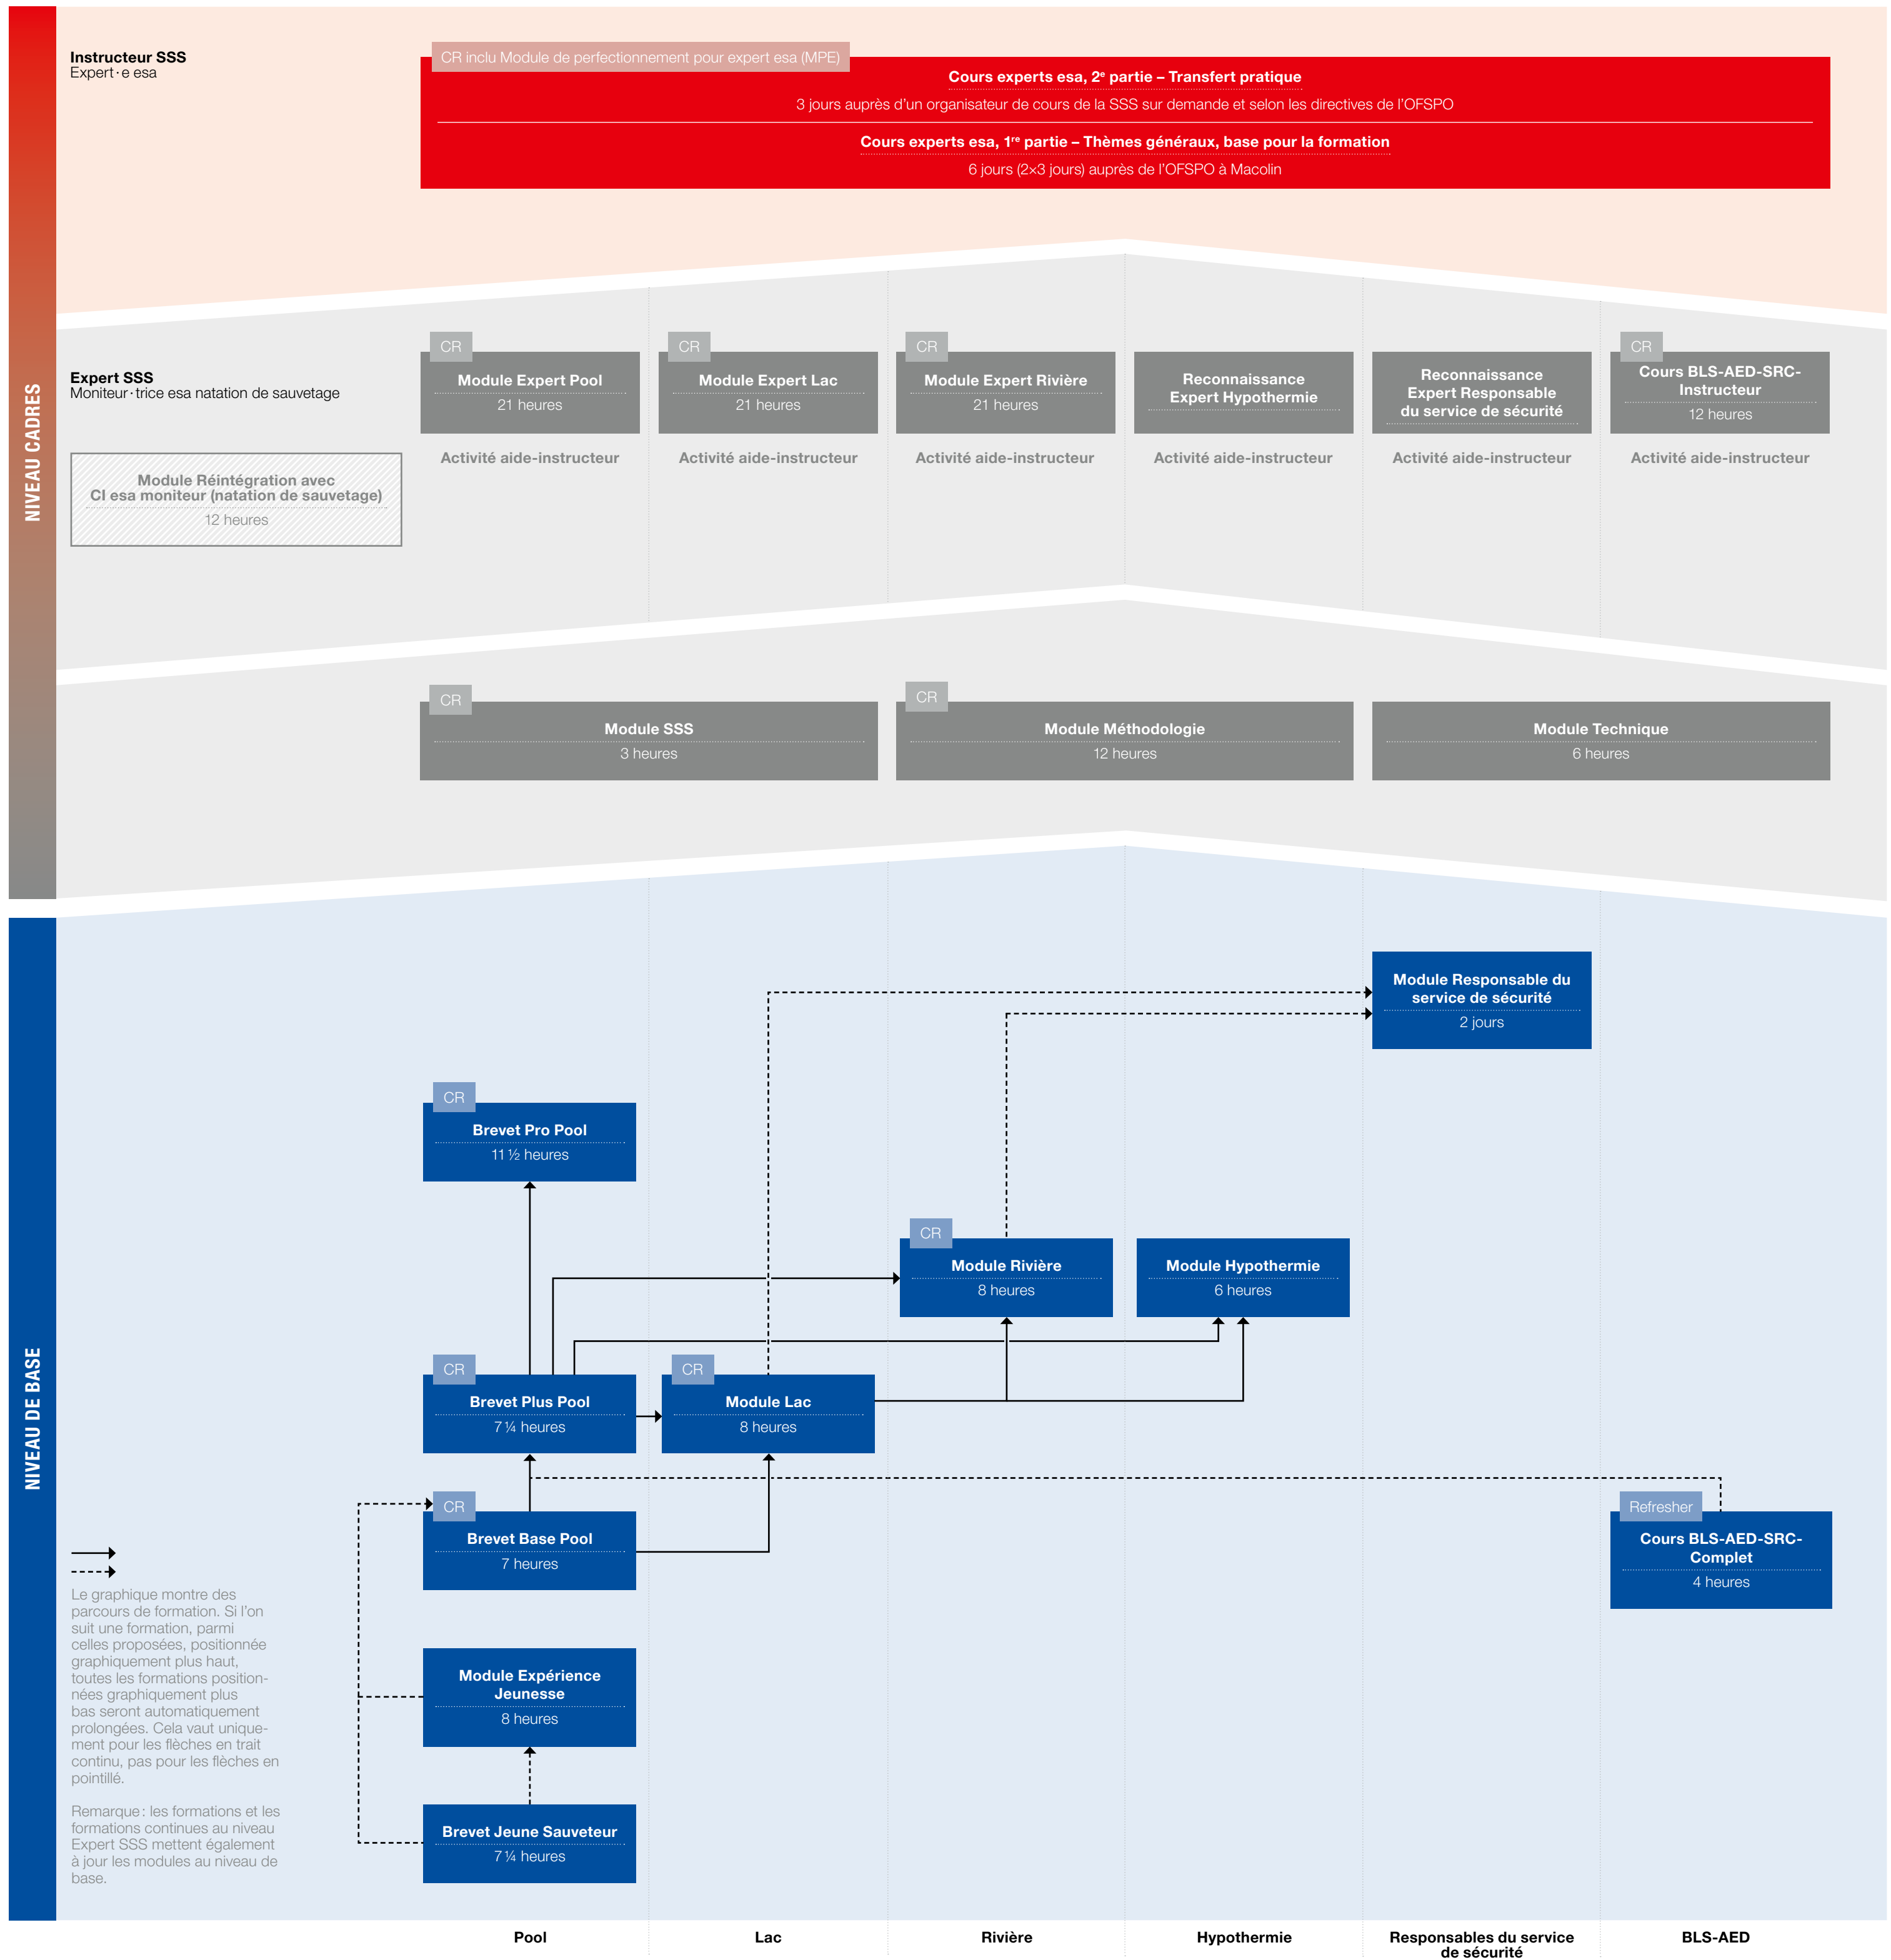 NIVEAU CADRES
Instructeur SSS
Expert·e esa
CR inclu Module de perfectionnement pour expert esa (MPE)
Cours experts esa, 2e partie – Transfert pratique
3 jours auprès d’un organisateur de cours de la SSS sur demande et selon les directives de l’OFSPO
Cours experts esa, 1re partie – Thèmes généraux, base pour la formation
6 jours (2×3 jours) auprès de l’OFSPO à Macolin
Expert SSS
Moniteur·trice esa natation de sauvetage
Module Réintégration avec
CI esa moniteur (natation de sauvetage)
12 heures
CR
Module Expert Pool
21 heures
Activité aide-instructeur
CR
Module Expert Lac
21 heures
Activité aide-instructeur
CR
Module Expert Rivière
21 heures
Activité aide-instructeur
Reconnaissance
Expert Hypothermie
Activité aide-instructeur
Reconnaissance
Expert Responsable
du service de sécurité
Activité aide-instructeur
CR
Cours BLS-AED-SRC-
Instructeur
12 heures
Activité aide-instructeur
CR
Module SSS
3 heures
CR
Module Méthodologie
12 heures
Module Technique
6 heures
NIVEAU DE BASE
Module Responsable du
service de sécurité
2 jours
CR
Brevet Pro Pool
11 ½ heures
CR
Module Rivière
8 heures
Module Hypothermie
6 heures
CR
Brevet Plus Pool
7 ¼ heures
CR
Module Lac
8 heures
CR
Brevet Base Pool
7 heures
Refresher
Cours BLS-AED-SRC-
Complet
4 heures
Module Expérience
Jeunesse
8 heures
Brevet Jeune Sauveteur
7 ¼ heures
Le graphique montre des
parcours de formation. Si l’on
suit une formation, parmi
celles proposées, positionnée
graphiquement plus haut,
toutes les formations position-
nées graphiquement plus
bas seront automatiquement
prolongées. Cela vaut unique-
ment pour les flèches en trait
continu, pas pour les flèches en
pointillé.
Remarque : les formations et les
formations continues au niveau
Expert SSS mettent également
à jour les modules au niveau de
base.
Pool
Lac
Rivière
Hypothermie
Responsables du service
de sécurité
BLS-AED